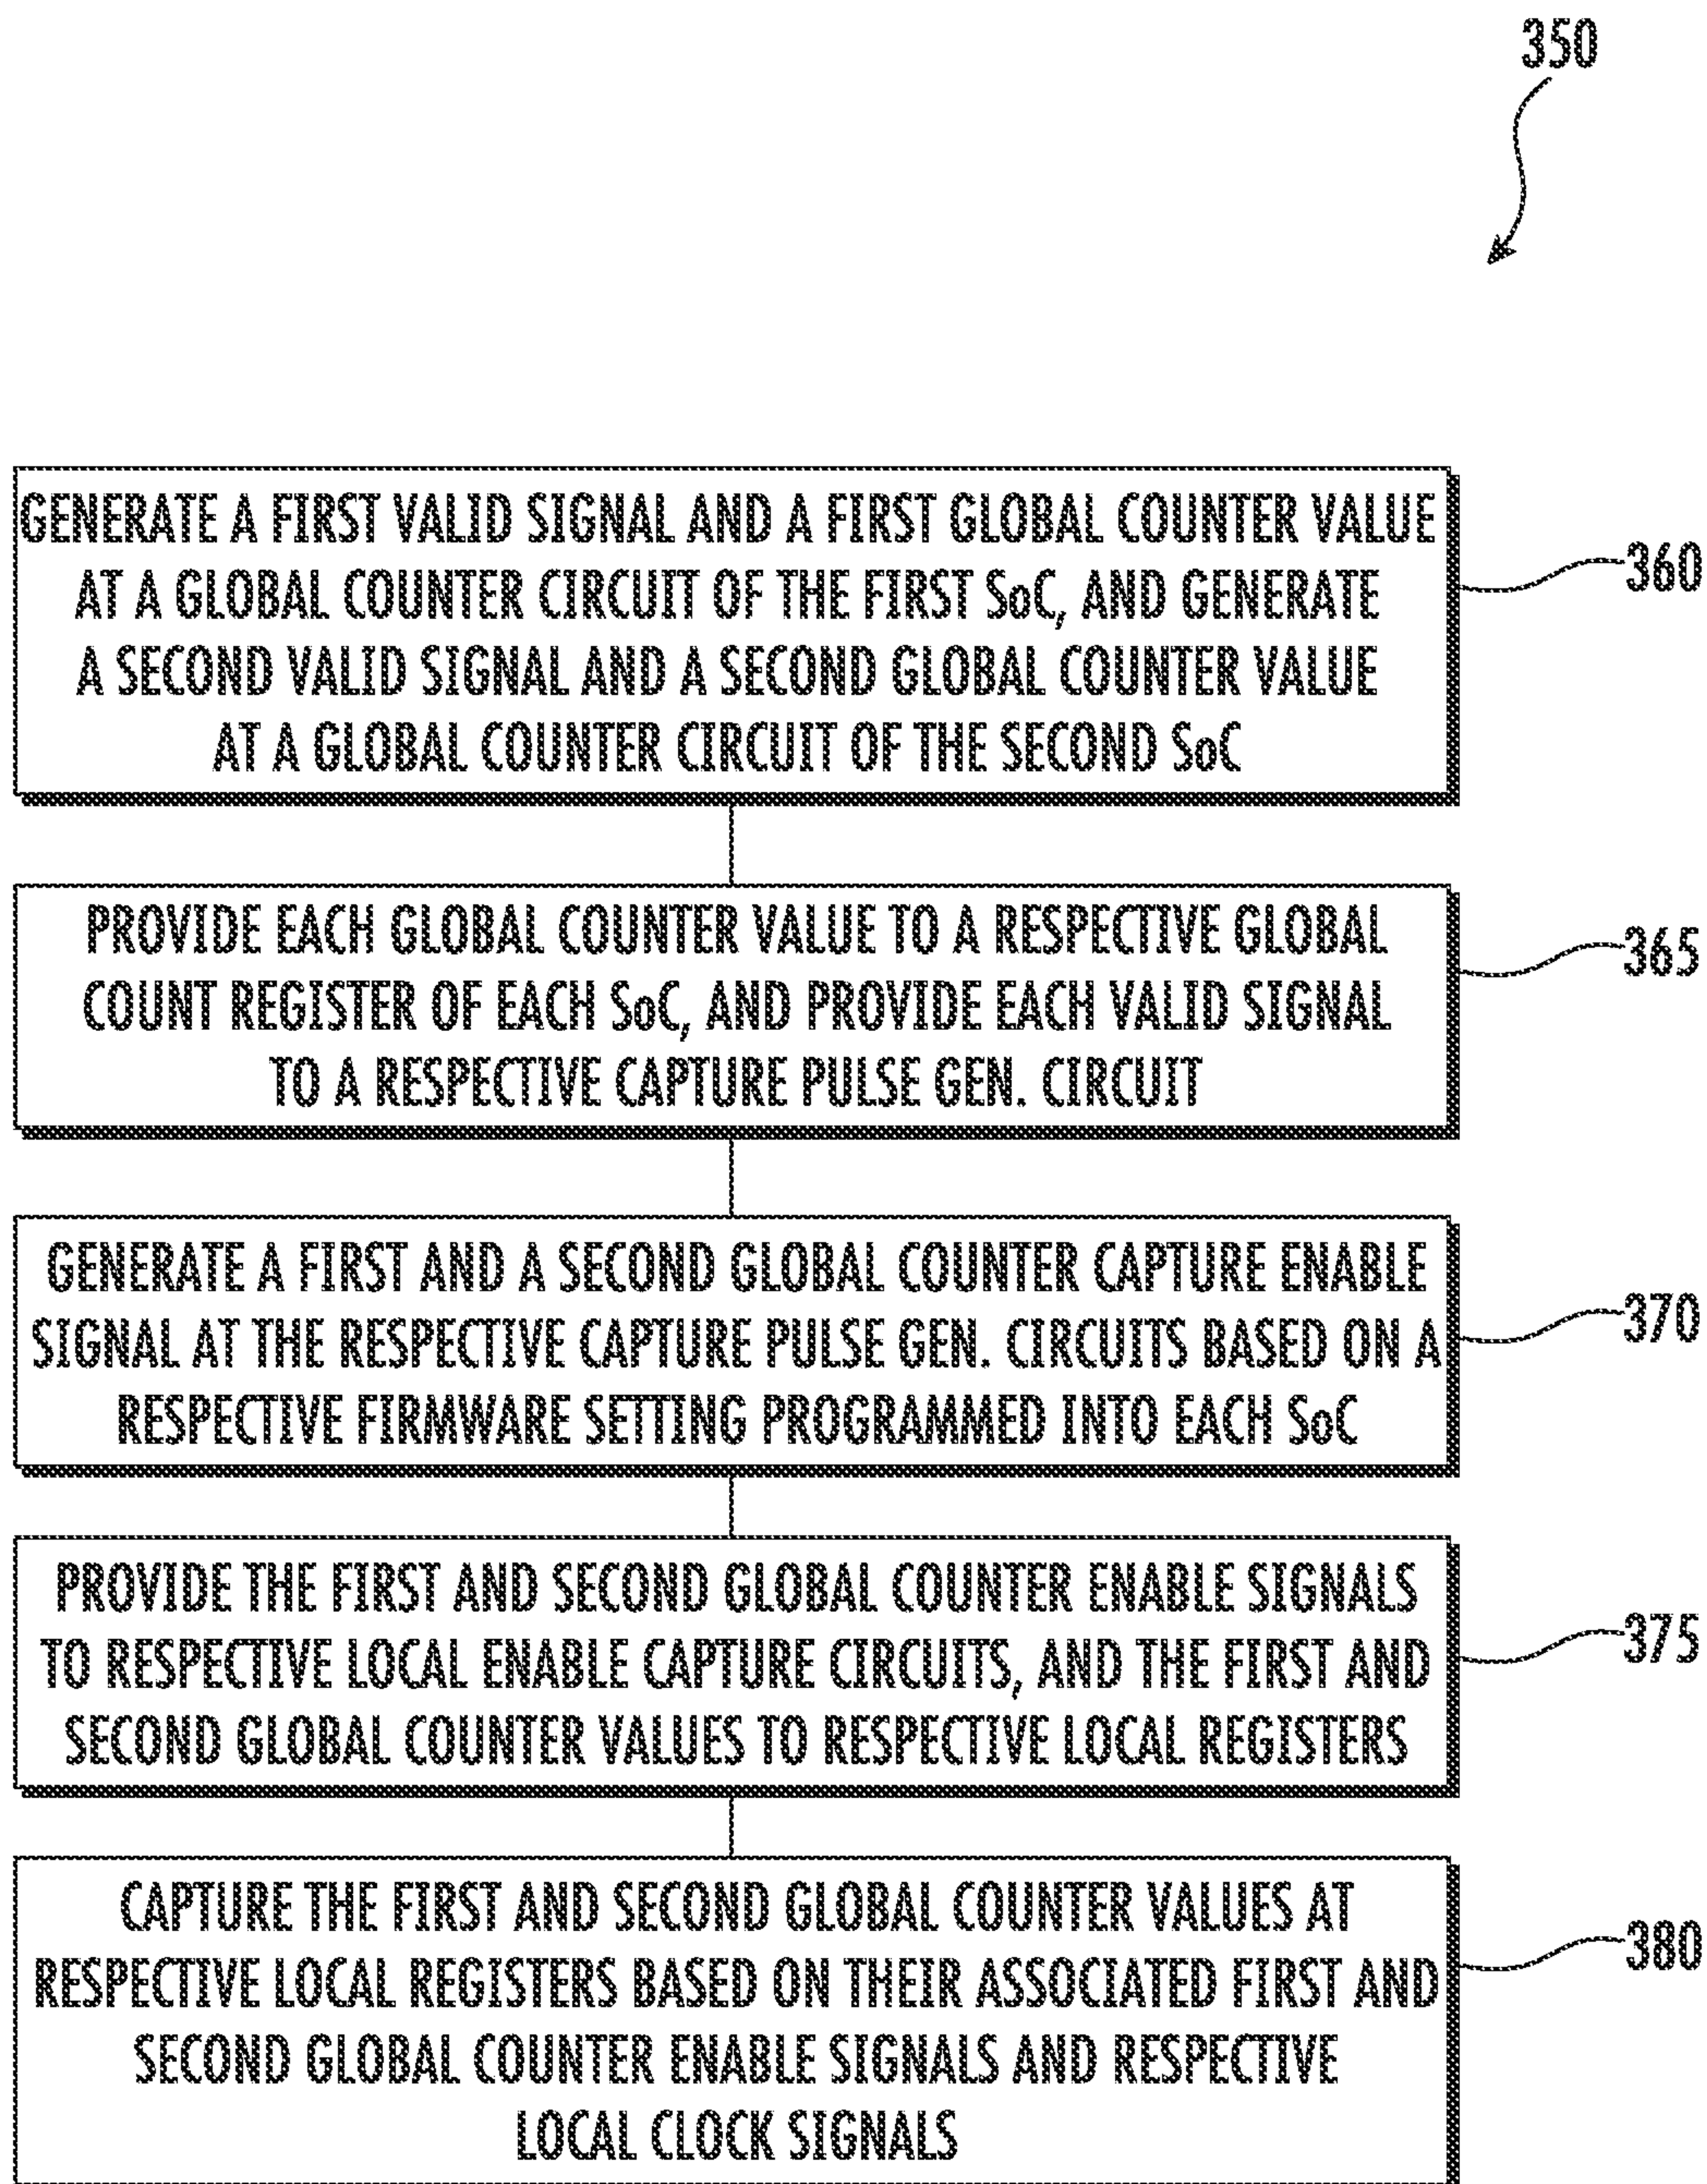 350
GENERATE A FIRST VALID SIGNAL AND A FIRST GLOBAL COUNTER VALUE
AT A GLOBAL COUNTER CIRCUIT OF THE FIRST SoC, AND GENERATE
A SECOND VALID SIGNAL AND A SECOND GLOBAL COUNTER VALUE
AT A GLOBAL COUNTER CIRCUIT OF THE SECOND SoC
360
PROVIDE EACH GLOBAL COUNTER VALUE TO A RESPECTIVE GLOBAL
COUNT REGISTER OF EACH SoC, AND PROVIDE EACH VALID SIGNAL
TO A RESPECTIVE CAPTURE PULSE GEN. CIRCUIT
365
GENERATE A FIRST AND A SECOND GLOBAL COUNTER CAPTURE ENABLE
SIGNAL AT THE RESPECTIVE CAPTURE PULSE GEN. CIRCUITS BASED ON A
RESPECTIVE FIRMWARE SETTING PROGRAMMED INTO EACH SoC
370
PROVIDE THE FIRST AND SECOND GLOBAL COUNTER ENABLE SIGNALS
TO RESPECTIVE LOCAL ENABLE CAPTURE CIRCUITS, AND THE FIRST AND
SECOND GLOBAL COUNTER VALUES TO RESPECTIVE LOCAL REGISTERS
375
CAPTURE THE FIRST AND SECOND GLOBAL COUNTER VALUES AT
RESPECTIVE LOCAL REGISTERS BASED ON THEIR ASSOCIATED FIRST AND
SECOND GLOBAL COUNTER ENABLE SIGNALS AND RESPECTIVE
LOCAL CLOCK SIGNALS
380